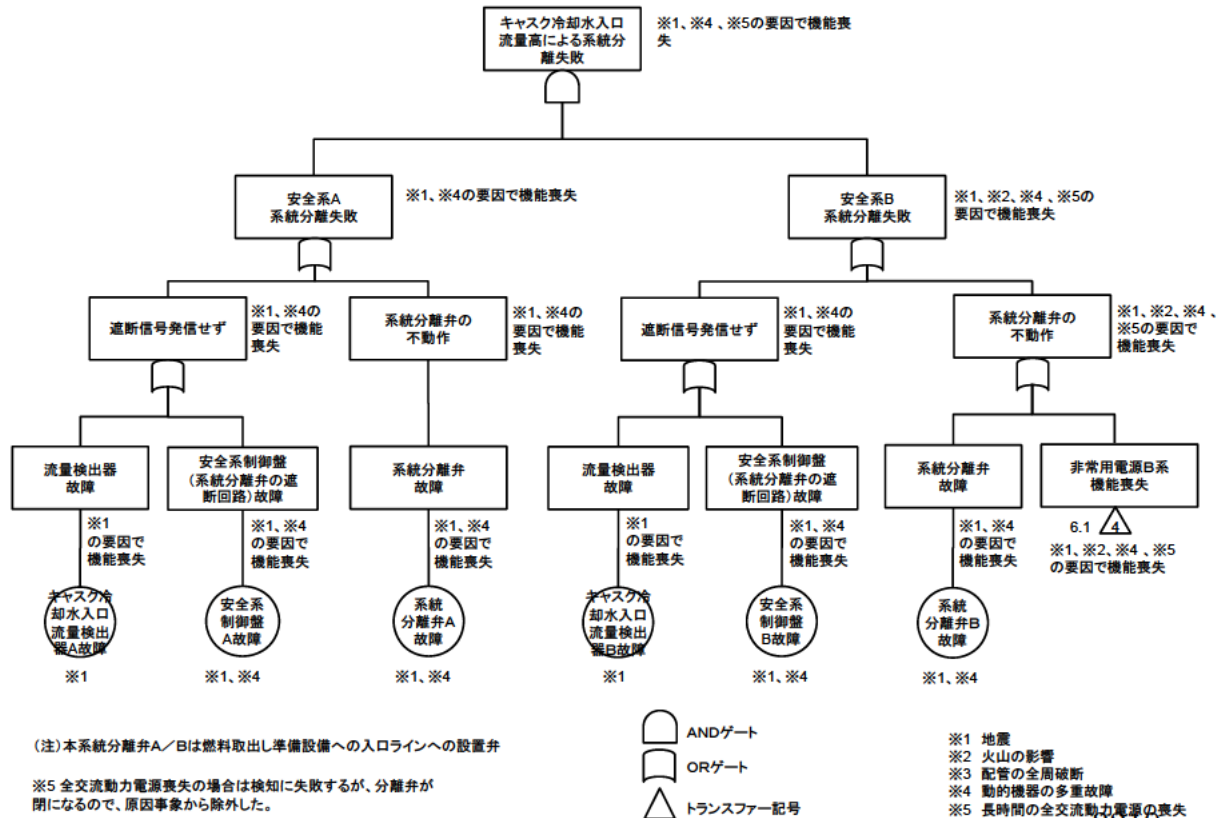 キャスク冷却水入口
流量高による系統分
離失敗
※1、※4 、※5の要因で機能喪
失
安全系A
系統分離失敗
※1、※4の要因で機能喪失
安全系B
系統分離失敗
※1、※2、※4 、※5の
要因で機能喪失
遮断信号発信せず
※1、※4の
要因で機能
喪失
系統分離弁の
不動作
※1、※4の
要因で機能
喪失
遮断信号発信せず
※1、※4の
要因で機能
喪失
系統分離弁の
不動作
※1、※2、※4 、
※5の要因で
機能喪失
流量検出器
故障
安全系制御盤
(系統分離弁の遮
断回路)故障
系統分離弁
故障
流量検出器
故障
安全系制御盤
(系統分離弁の遮
断回路)故障
系統分離弁
故障
非常用電源B系
機能喪失
※1
の要因で
機能喪失
※1、※4
の要因で
機能喪失
※1、※4
の要因で
機能喪失
※1
の要因で
機能喪失
※1、※4
の要因で
機能喪失
※1、※4
の要因で
機能喪失
6.1 4
※1、※2、※4 、※5
の要因で機能喪失
キャスク冷
却水入口
流量検出
器A故障
安全系
制御盤
A故障
系統
分離弁A
故障
キャスク冷
却水入口
流量検出
器B故障
安全系
制御盤
B故障
系統
分離弁B
故障
※1
※1、※4
※1、※4
※1
※1、※4
※1、※4
(注)本系統分離弁A/Bは燃料取出し準備設備への入口ラインへの設置弁
※5 全交流動力電源喪失の場合は検知に失敗するが、分離弁が
閉になるので、原因事象から除外した。
ANDゲート
ORゲート
トランスファー記号
※1 地震
※2 火山の影響
※3 配管の全周破断
※4 動的機器の多重故障
※5 長時間の全交流動力電源の喪失